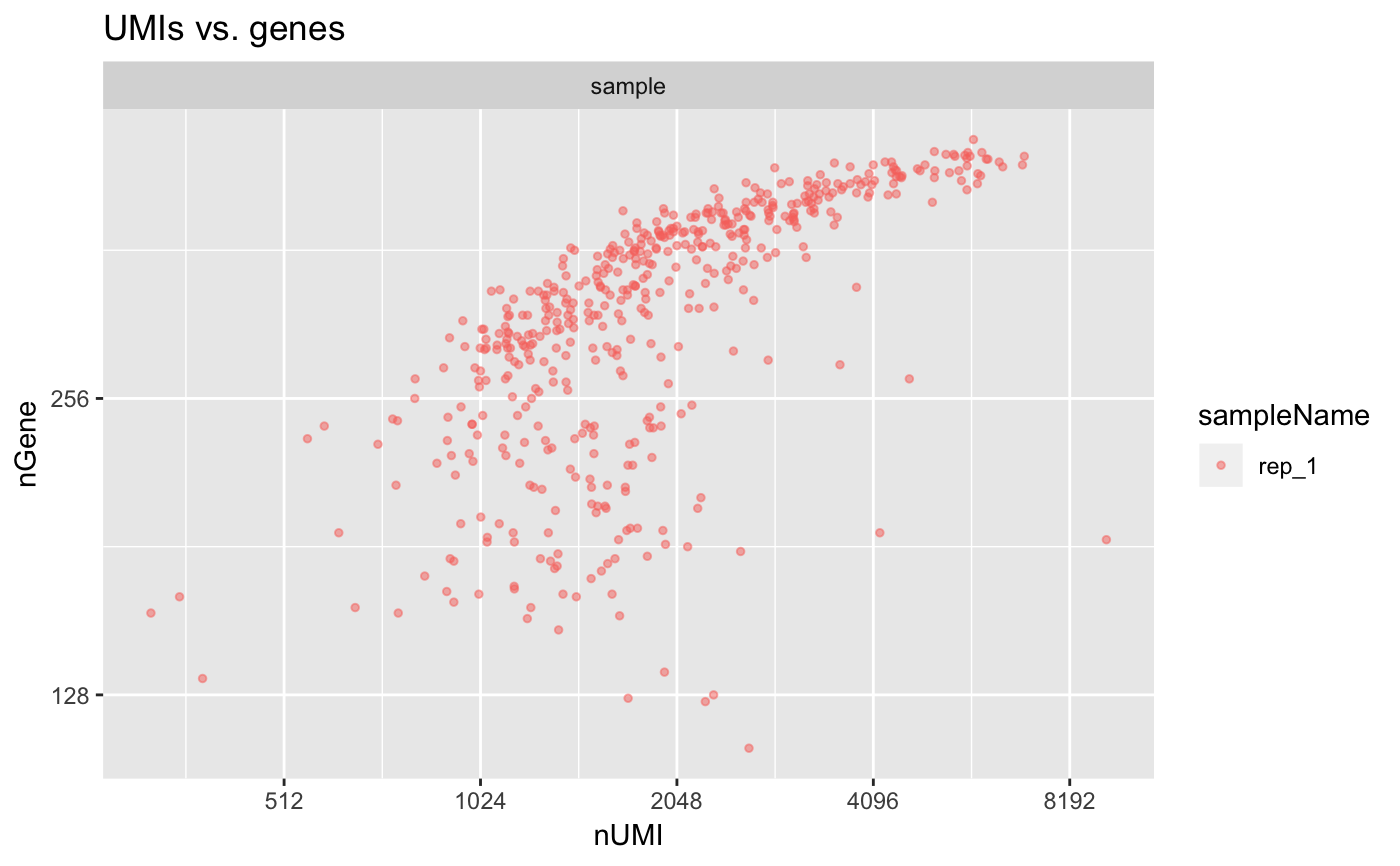 UMIs vs. genes
sample
nGene
256
128
512 1024 2048 4096 8192
nUMI
sampleName
rep_1